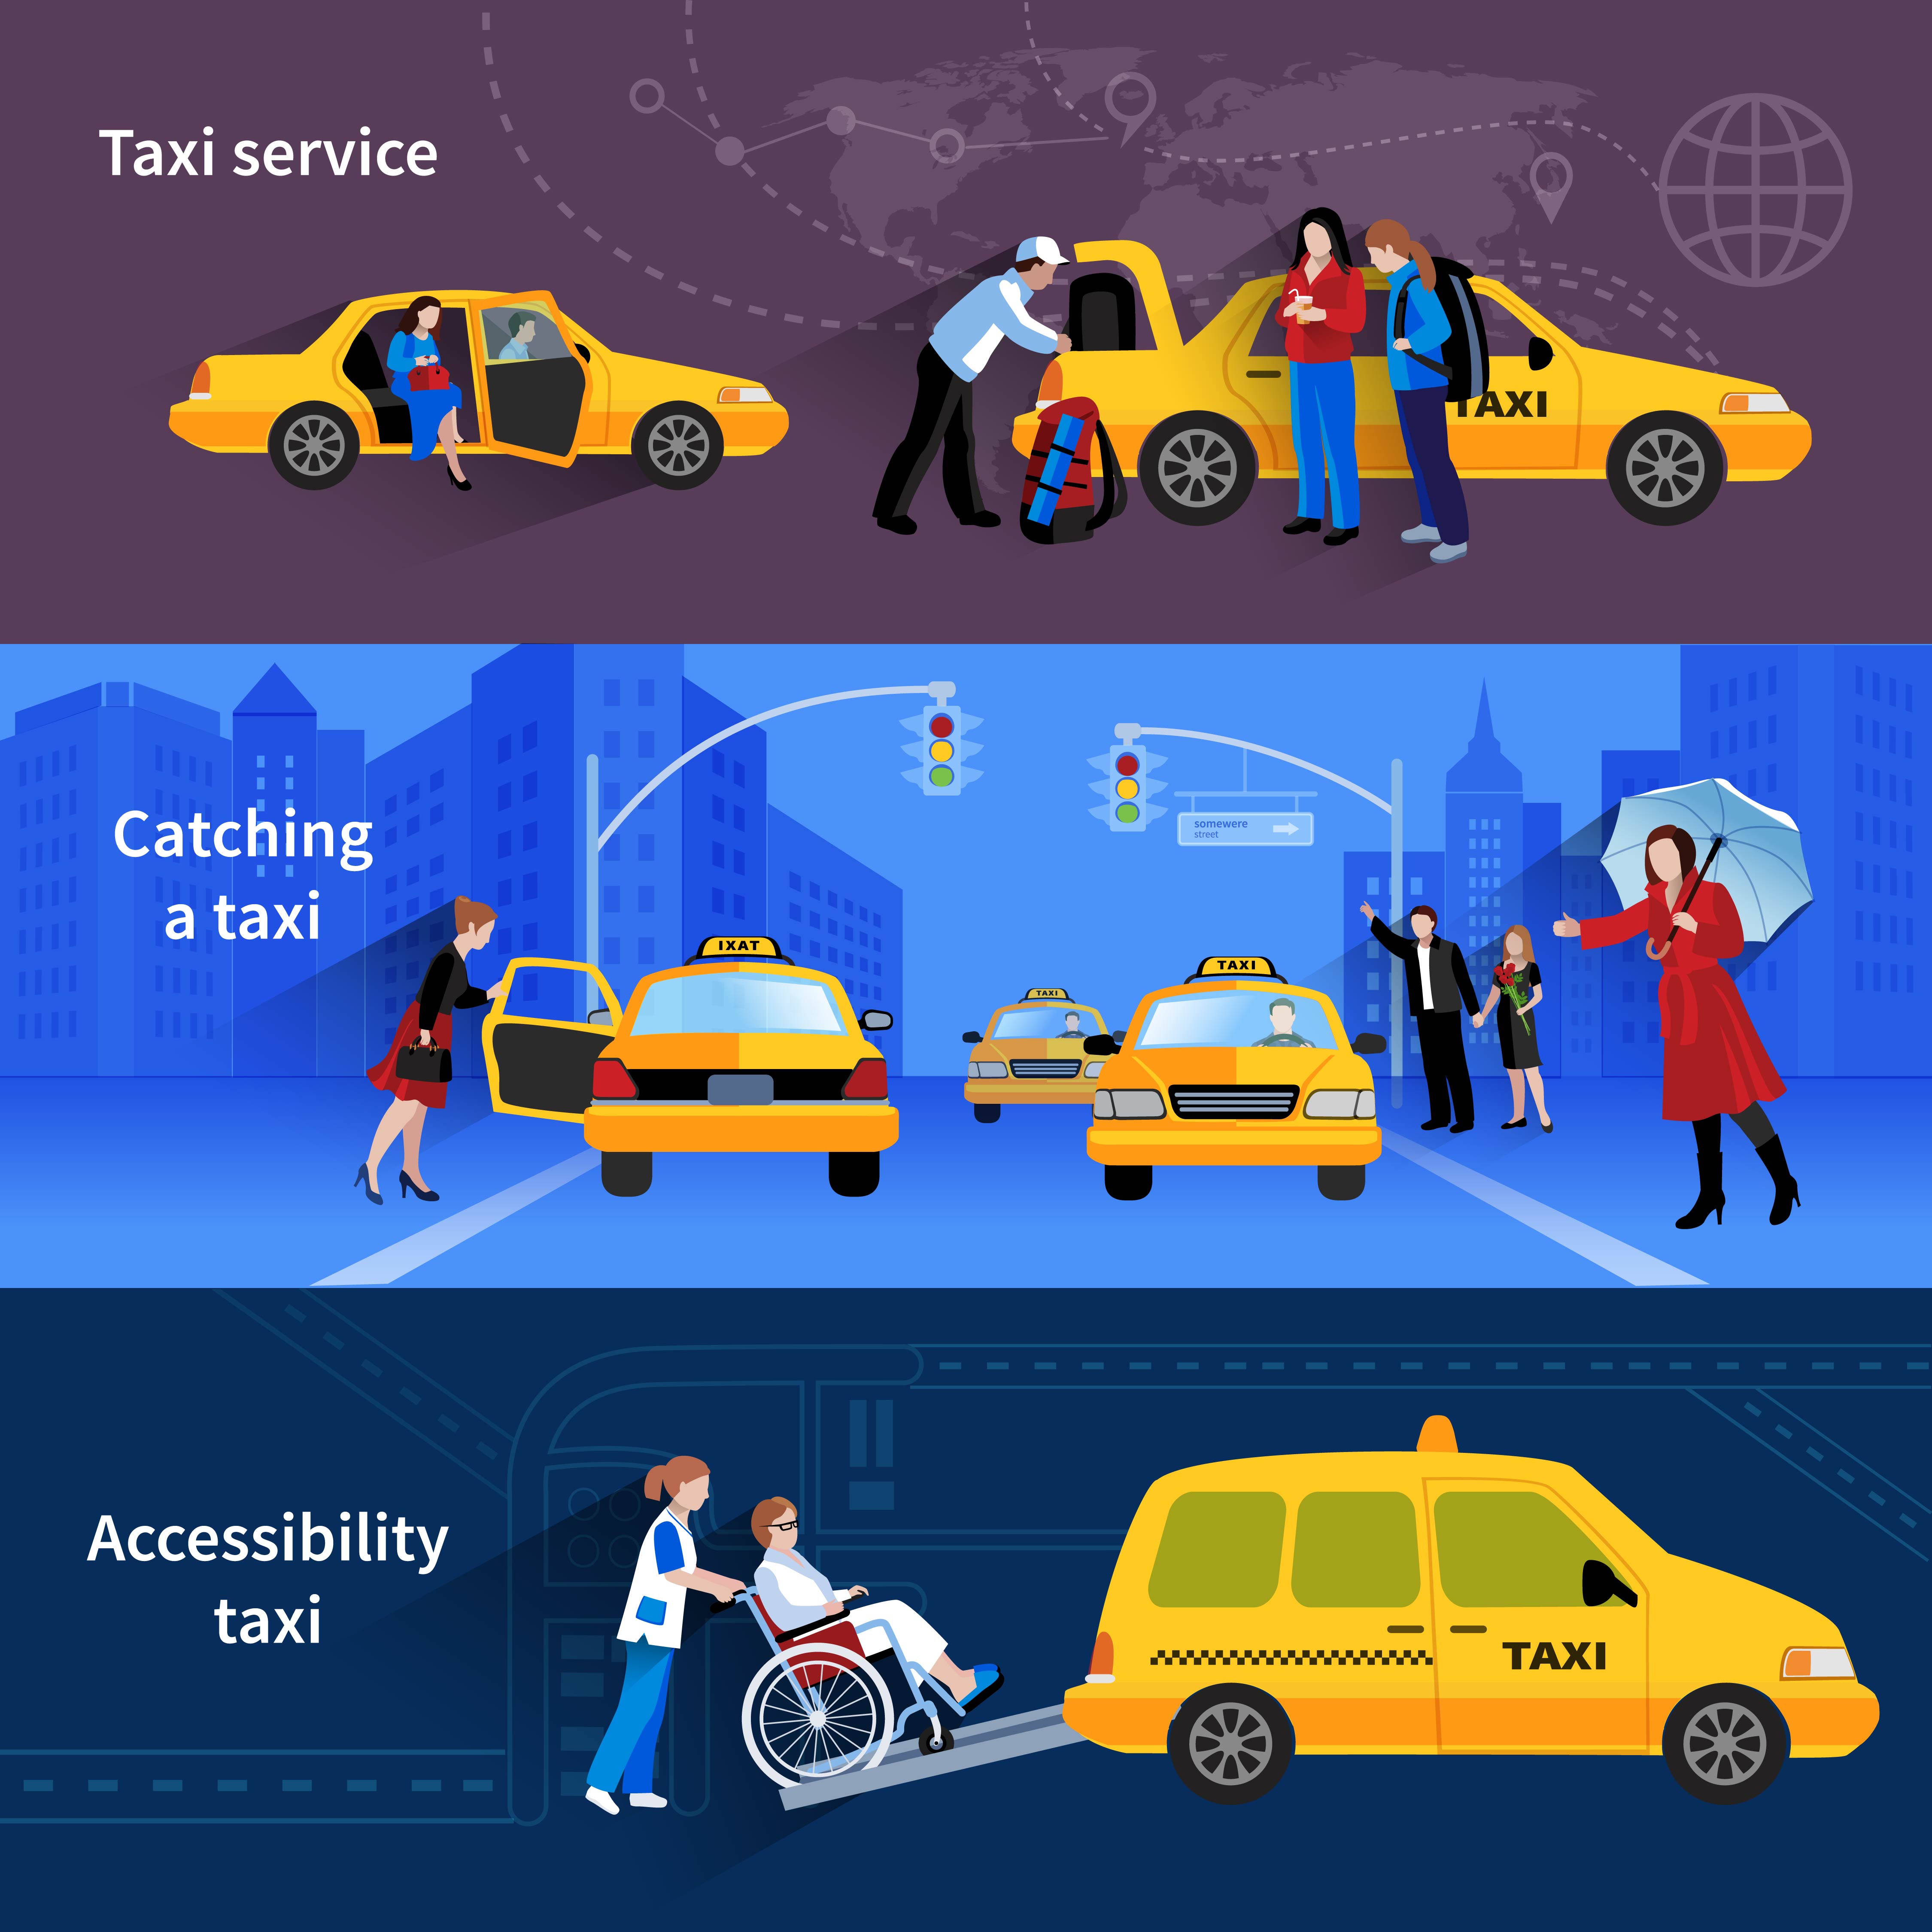 Taxi service
TAXI
Catching
a taxi
somewere
street
IXAT
TAXI
TAXI
Accessibility
taxi
TAXI